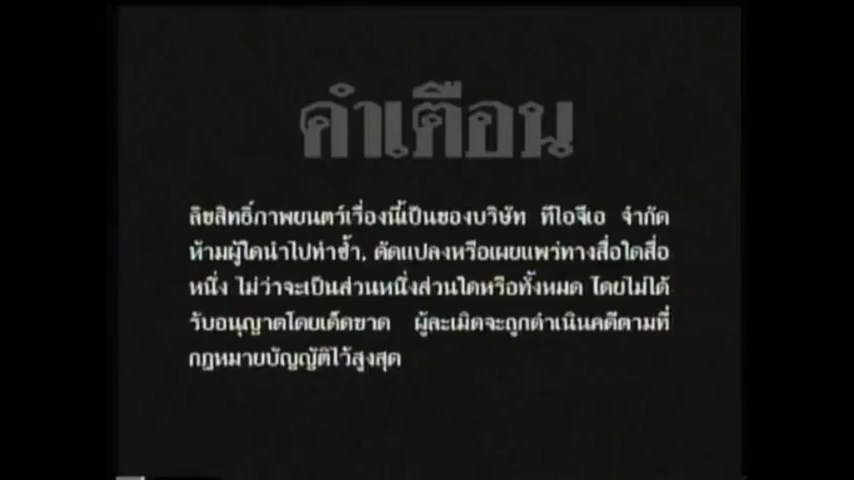 คำเตือน
ลิขสิทธิ์ภาพยนตร์เรื่องนี้เป็นของบริษัท ทีไอจีเอ จำกัด
ห้ามผู้ใดนำไปทำซ้ำ, คัดแปลงหรือเผยแพร่ทางสื่อใดสื่อ
หนึ่ง ไม่ว่าจะเป็นส่วนหนึ่งส่วนใดหรือทั้งหมด โดยไม่ได้
รับอนุญาตโดยเด็ดขาด ผู้ละเมิดจะถูกดำเนินคดีตามที่
กฎหมายบัญญัติไว้สูงสุด